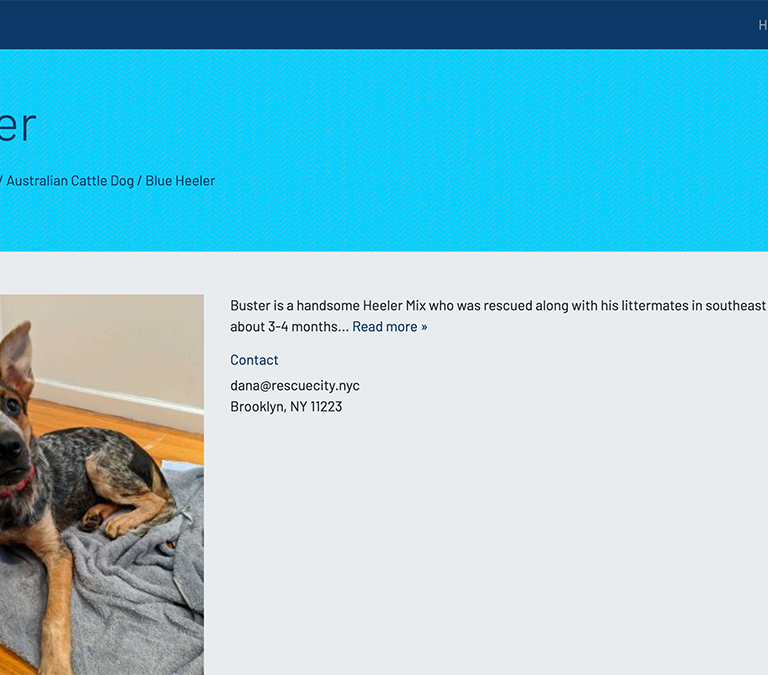 H
er
/ Australian Cattle Dog / Blue Heeler
Buster is a handsome Heeler Mix who was rescued along with his littermates in southeast
about 3-4 months... Read more »
Contact
dana@rescuecity.nyc
Brooklyn, NY 11223